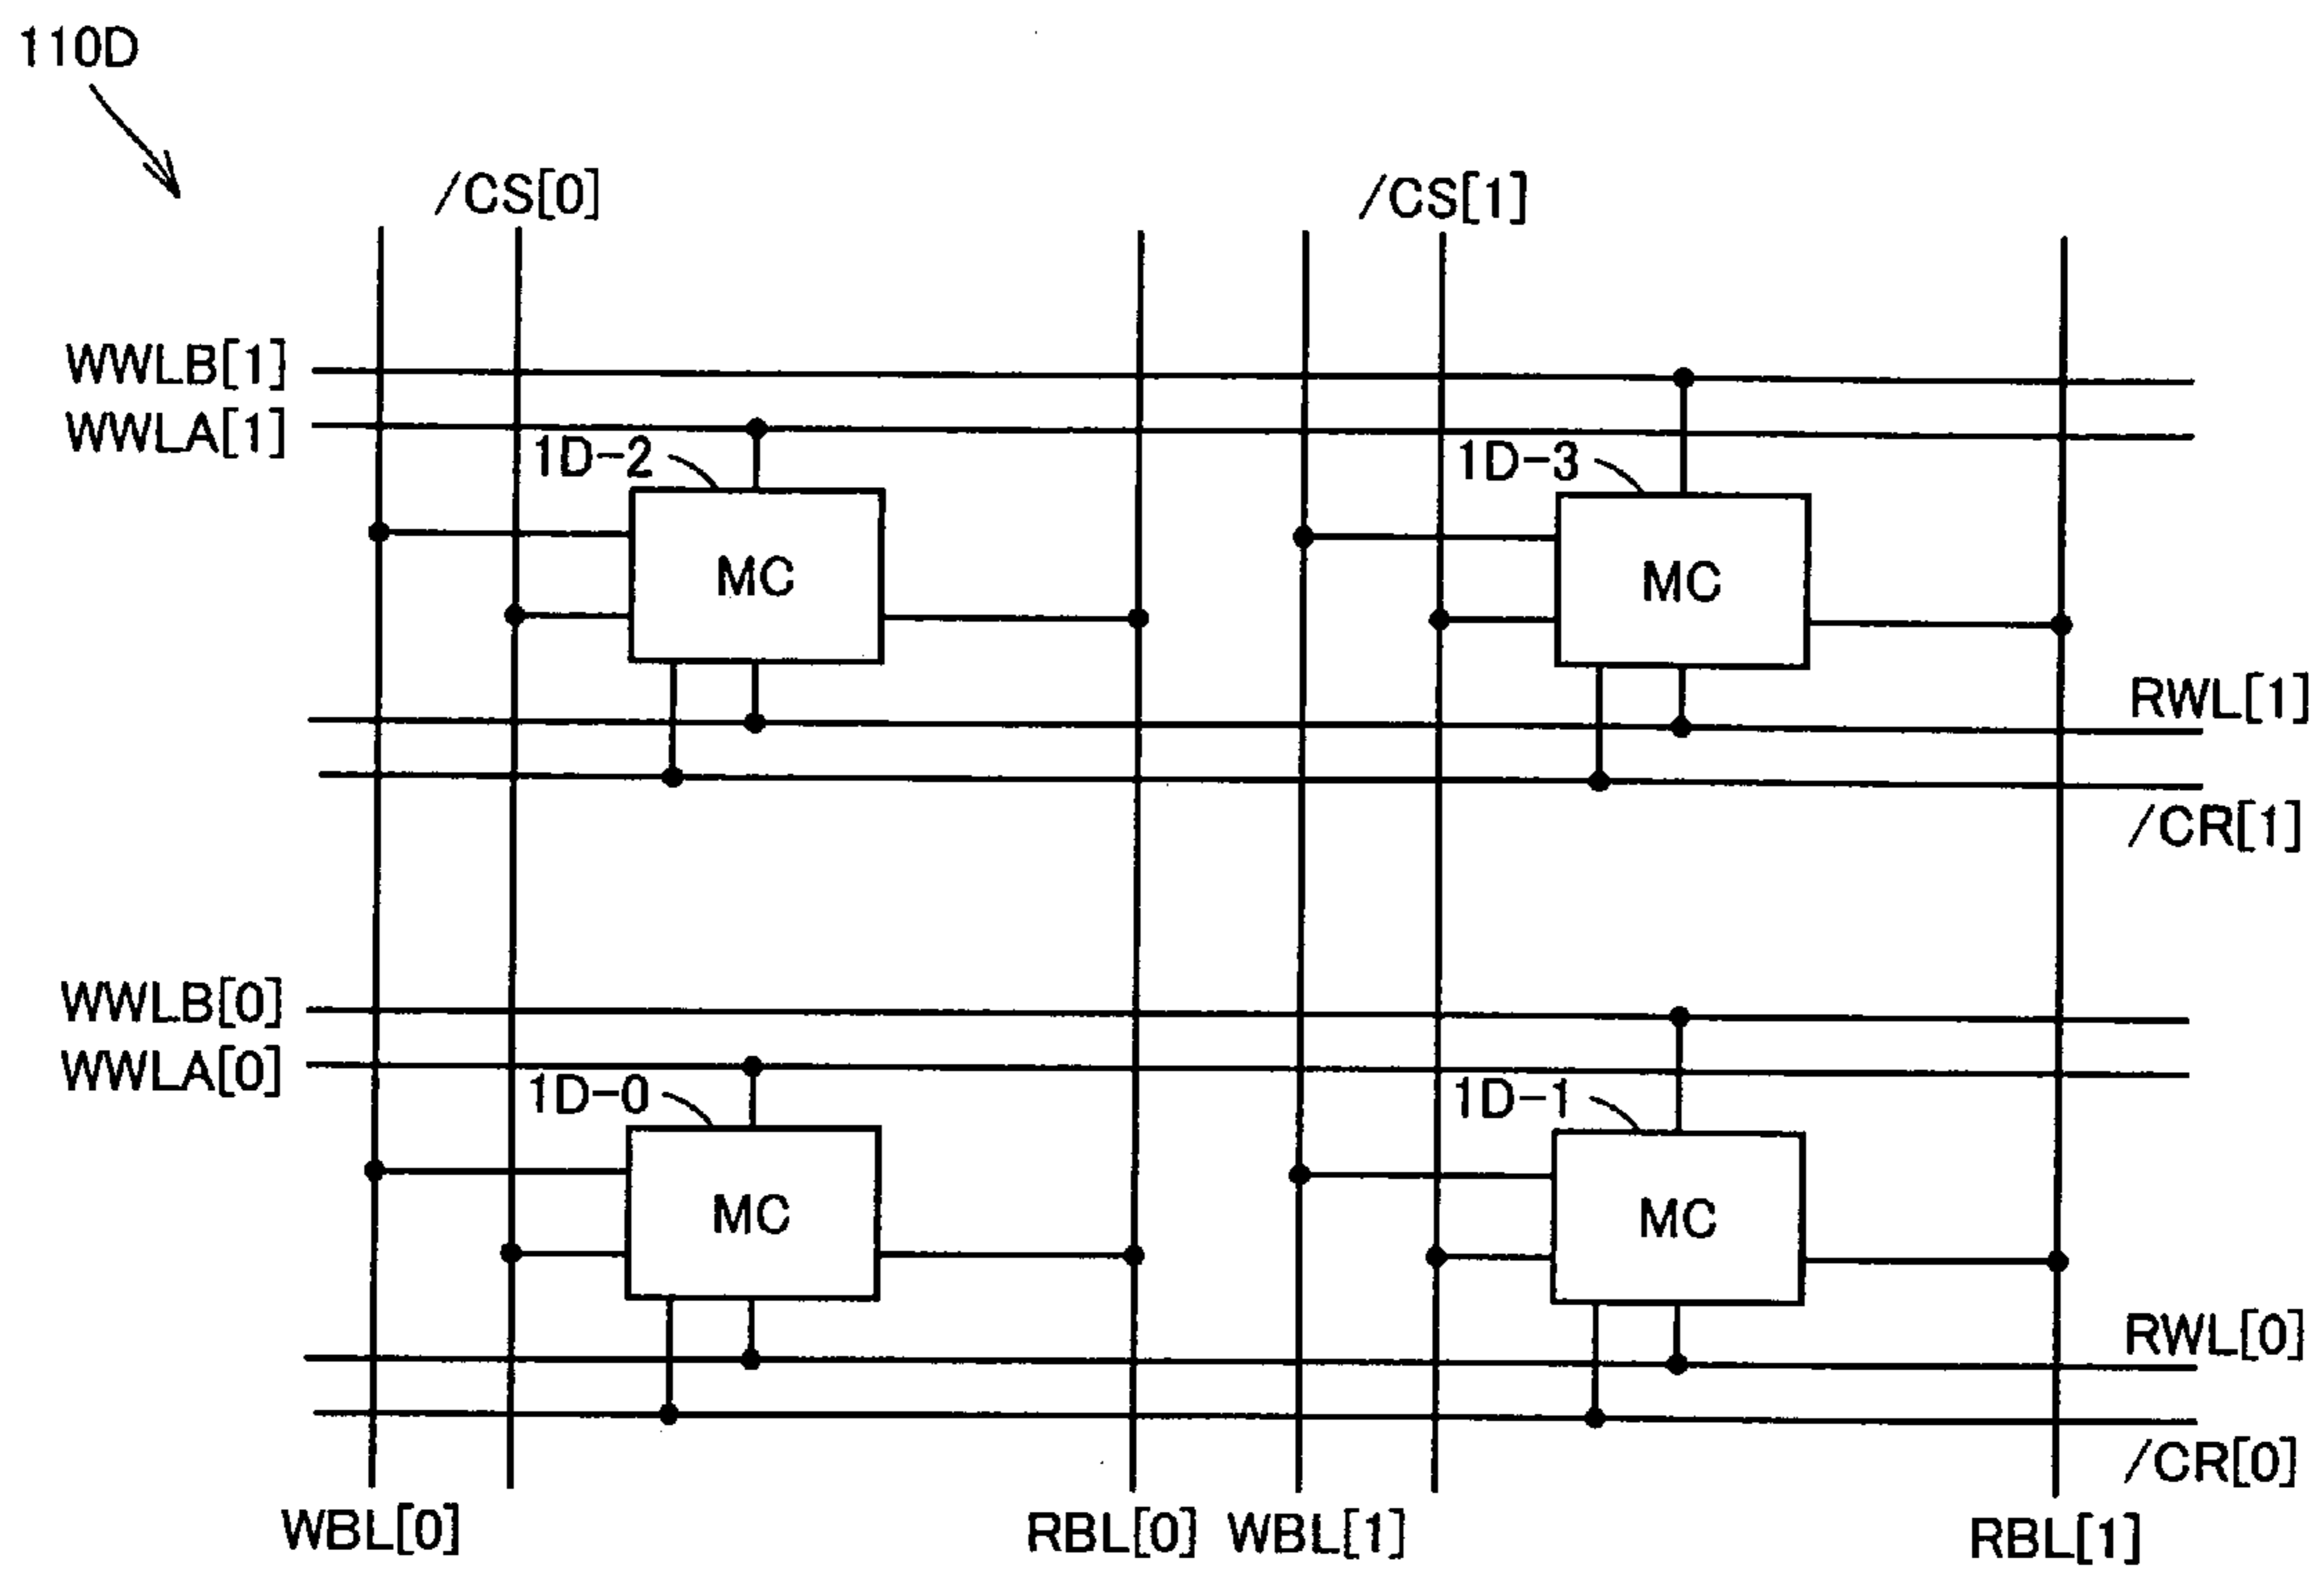 110D
/CS[0]
/CS[1]
WWLB[1]
WWLA[1]
1D-2
1D-3
MC
MC
RWL[1]
/CR[1]
WWLB[0]
WWLA[0]
1D-0
1D-1
MC
MC
RWL[0]
/CR[0]
WBL[0]
RBL[0]
WBL[1]
RBL[1]